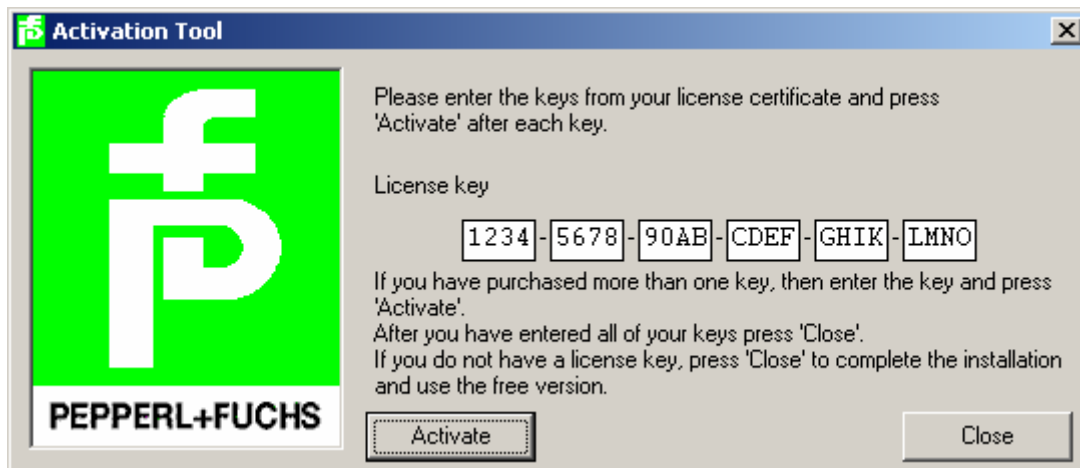 Activation Tool
Please enter the keys from your license certificate and press
'Activate' after each key.
License key
1234-5678-90AB-CDEF-GHIK-LMNO
If you have purchased more than one key, then enter the key and press
'Activate'.
After you have entered all of your keys press 'Close'.
If you do not have a license key, press 'Close' to complete the installation
and use the free version.
PEPPERL+FUCHS
Activate
Close